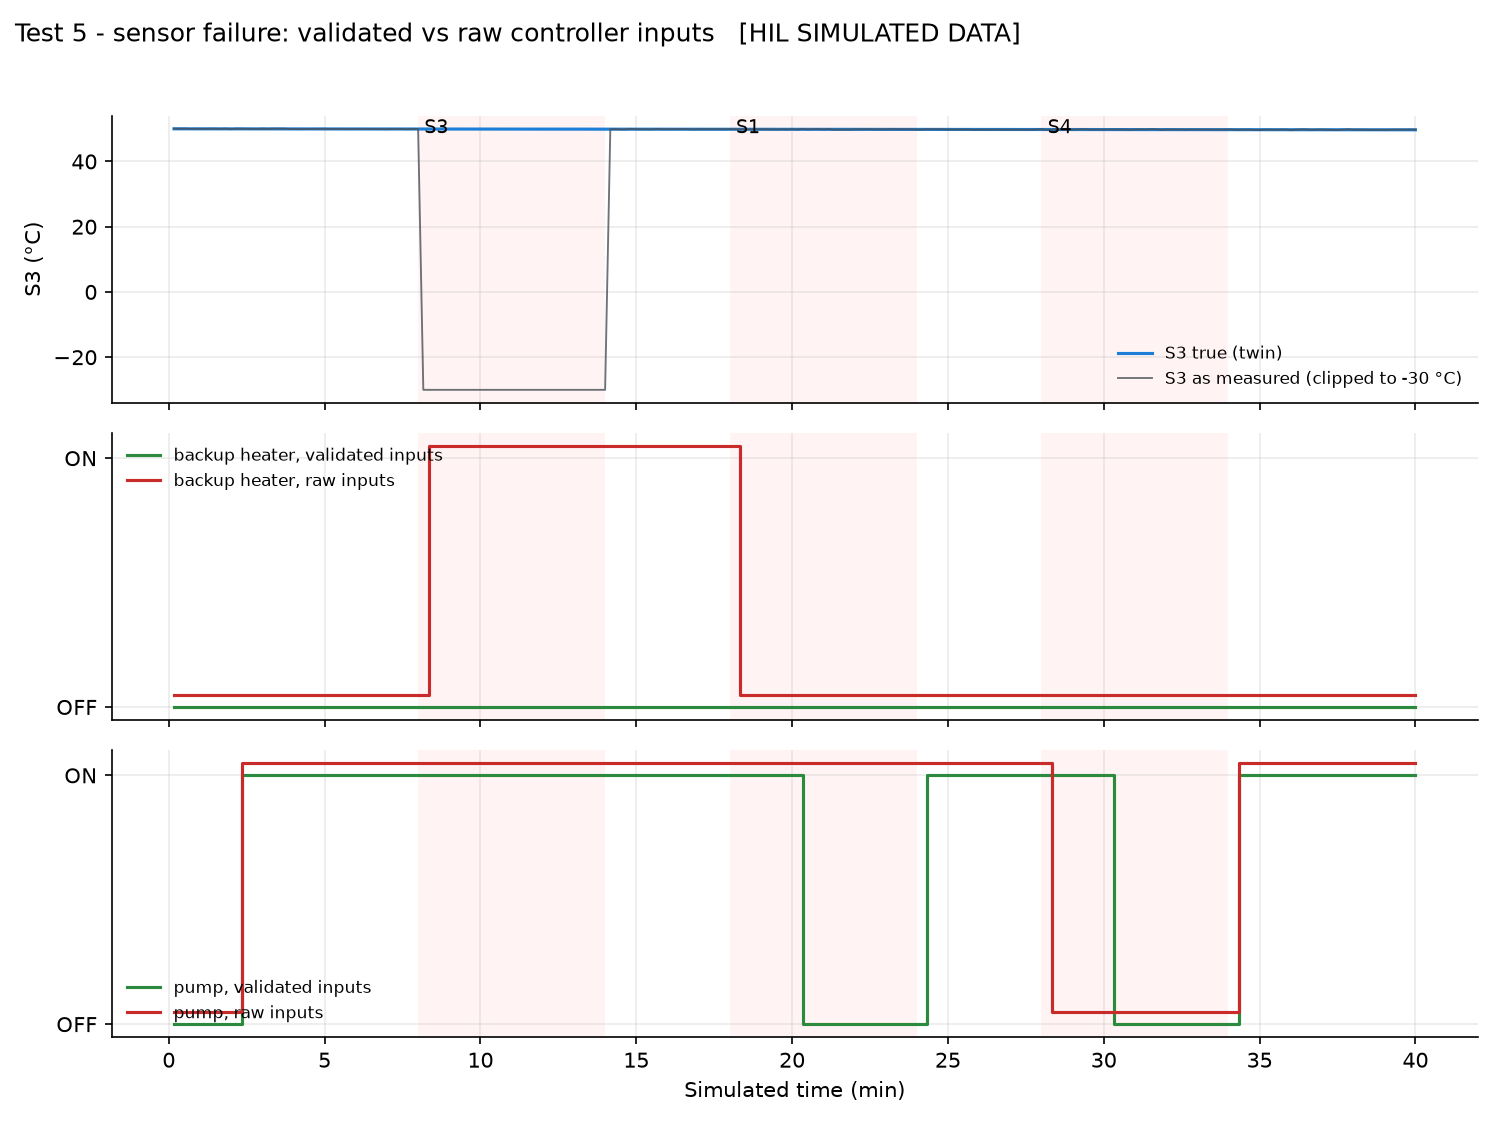 Test 5 - sensor failure: validated vs raw controller inputs   [HIL SIMULATED DATA]
S3 S1 S4
40
20
0
−20
S3 (°C)
S3 true (twin)
S3 as measured (clipped to -30 °C)
ON
OFF
backup heater, validated inputs
backup heater, raw inputs
ON
OFF
pump, validated inputs
pump, raw inputs
0 5 10 15 20 25 30 35 40
Simulated time (min)